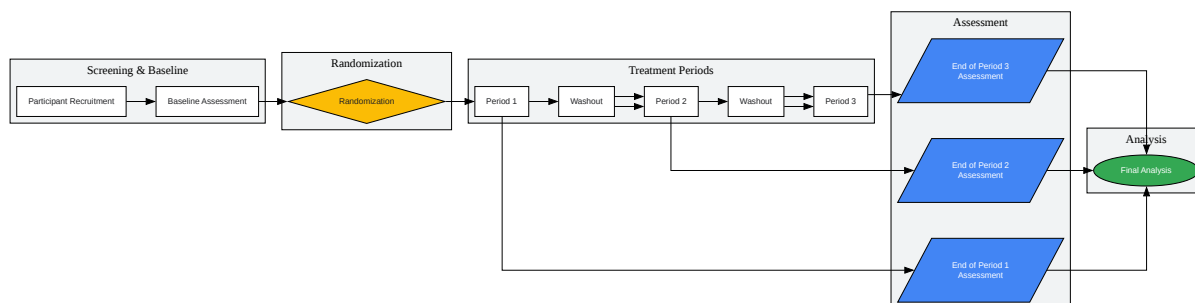 Screening & Baseline
Participant Recruitment
Baseline Assessment
Randomization
Randomization
Treatment Periods
Period 1
Washout
Period 2
Washout
Period 3
Assessment
End of Period 3
Assessment
End of Period 2
Assessment
End of Period 1
Assessment
Analysis
Final Analysis